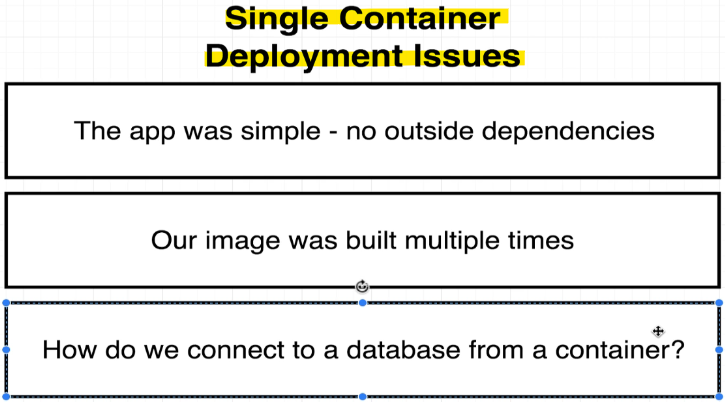 Single Container
Deployment Issues
The app was simple - no outside dependencies
Our image was built multiple times
How do we connect to a database from a container?